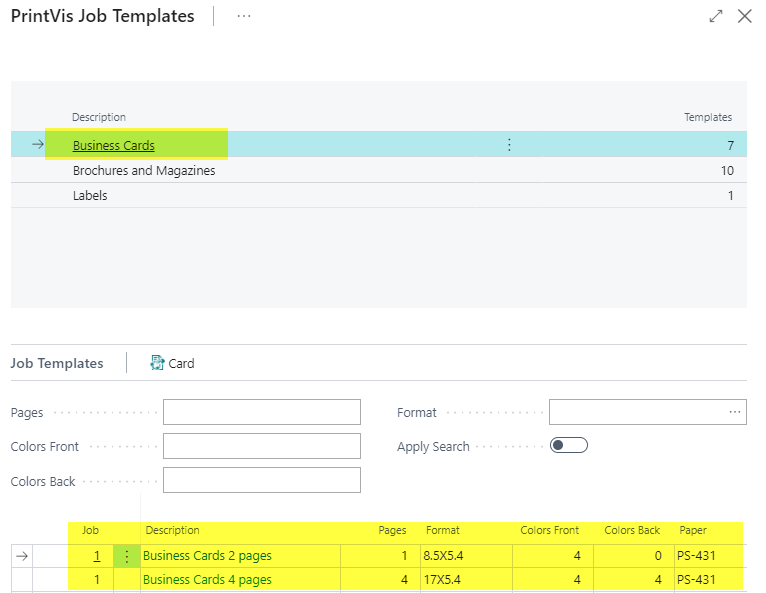 PrintVis Job Templates
Description Templates
Business Cards 7
Brochures and Magazines 10
Labels 1
Job Templates Card
Pages Format
Colors Front Apply Search
Colors Back
Job Description Pages Format Colors Front Colors Back Paper
1 Business Cards 2 pages 1 8.5X5.4 4 0 PS-431
1 Business Cards 4 pages 4 17X5.4 4 4 PS-431